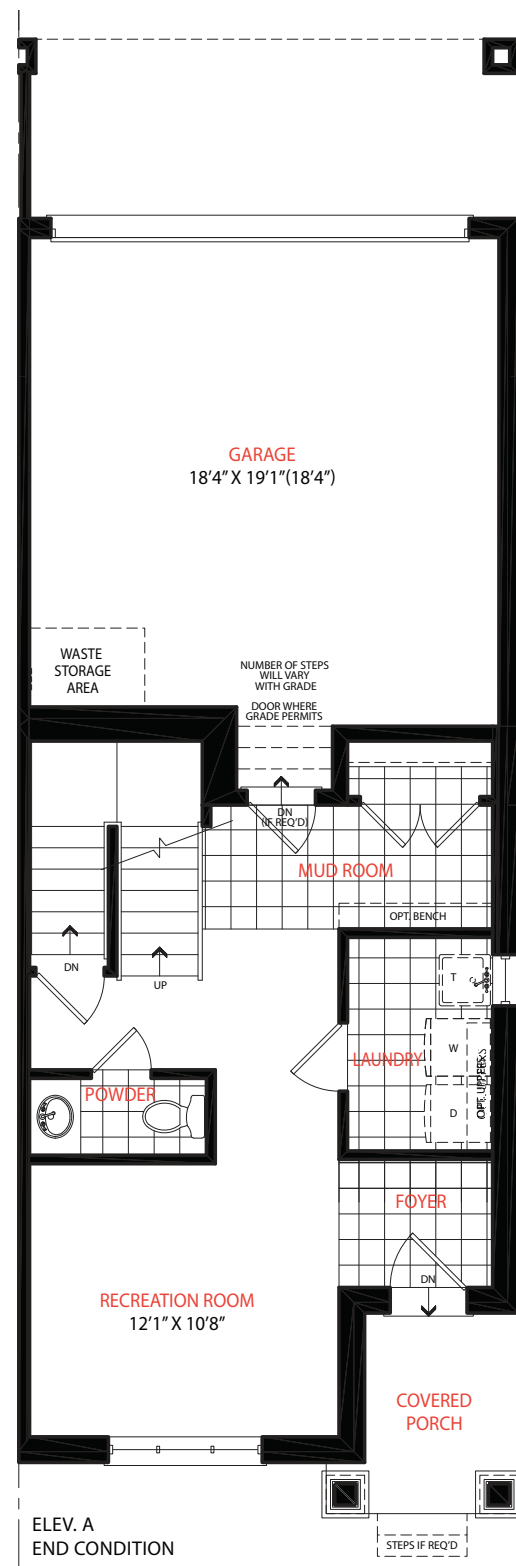 GARAGE
18'4" X 19'1"(18'4")
WASTE
STORAGE
AREA
NUMBER OF STEPS
WILL VARY
WITH GRADE
DOOR WHERE
GRADE PERMITS
DN
(IF REQ'D)
MUD ROOM
OPT. BENCH
DN
UP
T
LAUNDRY
W
D
POWDER
FOYER
DN
RECREATION ROOM
12'1" X 10'8"
COVERED
PORCH
ELEV. A
END CONDITION
STEPS IF REQ'D